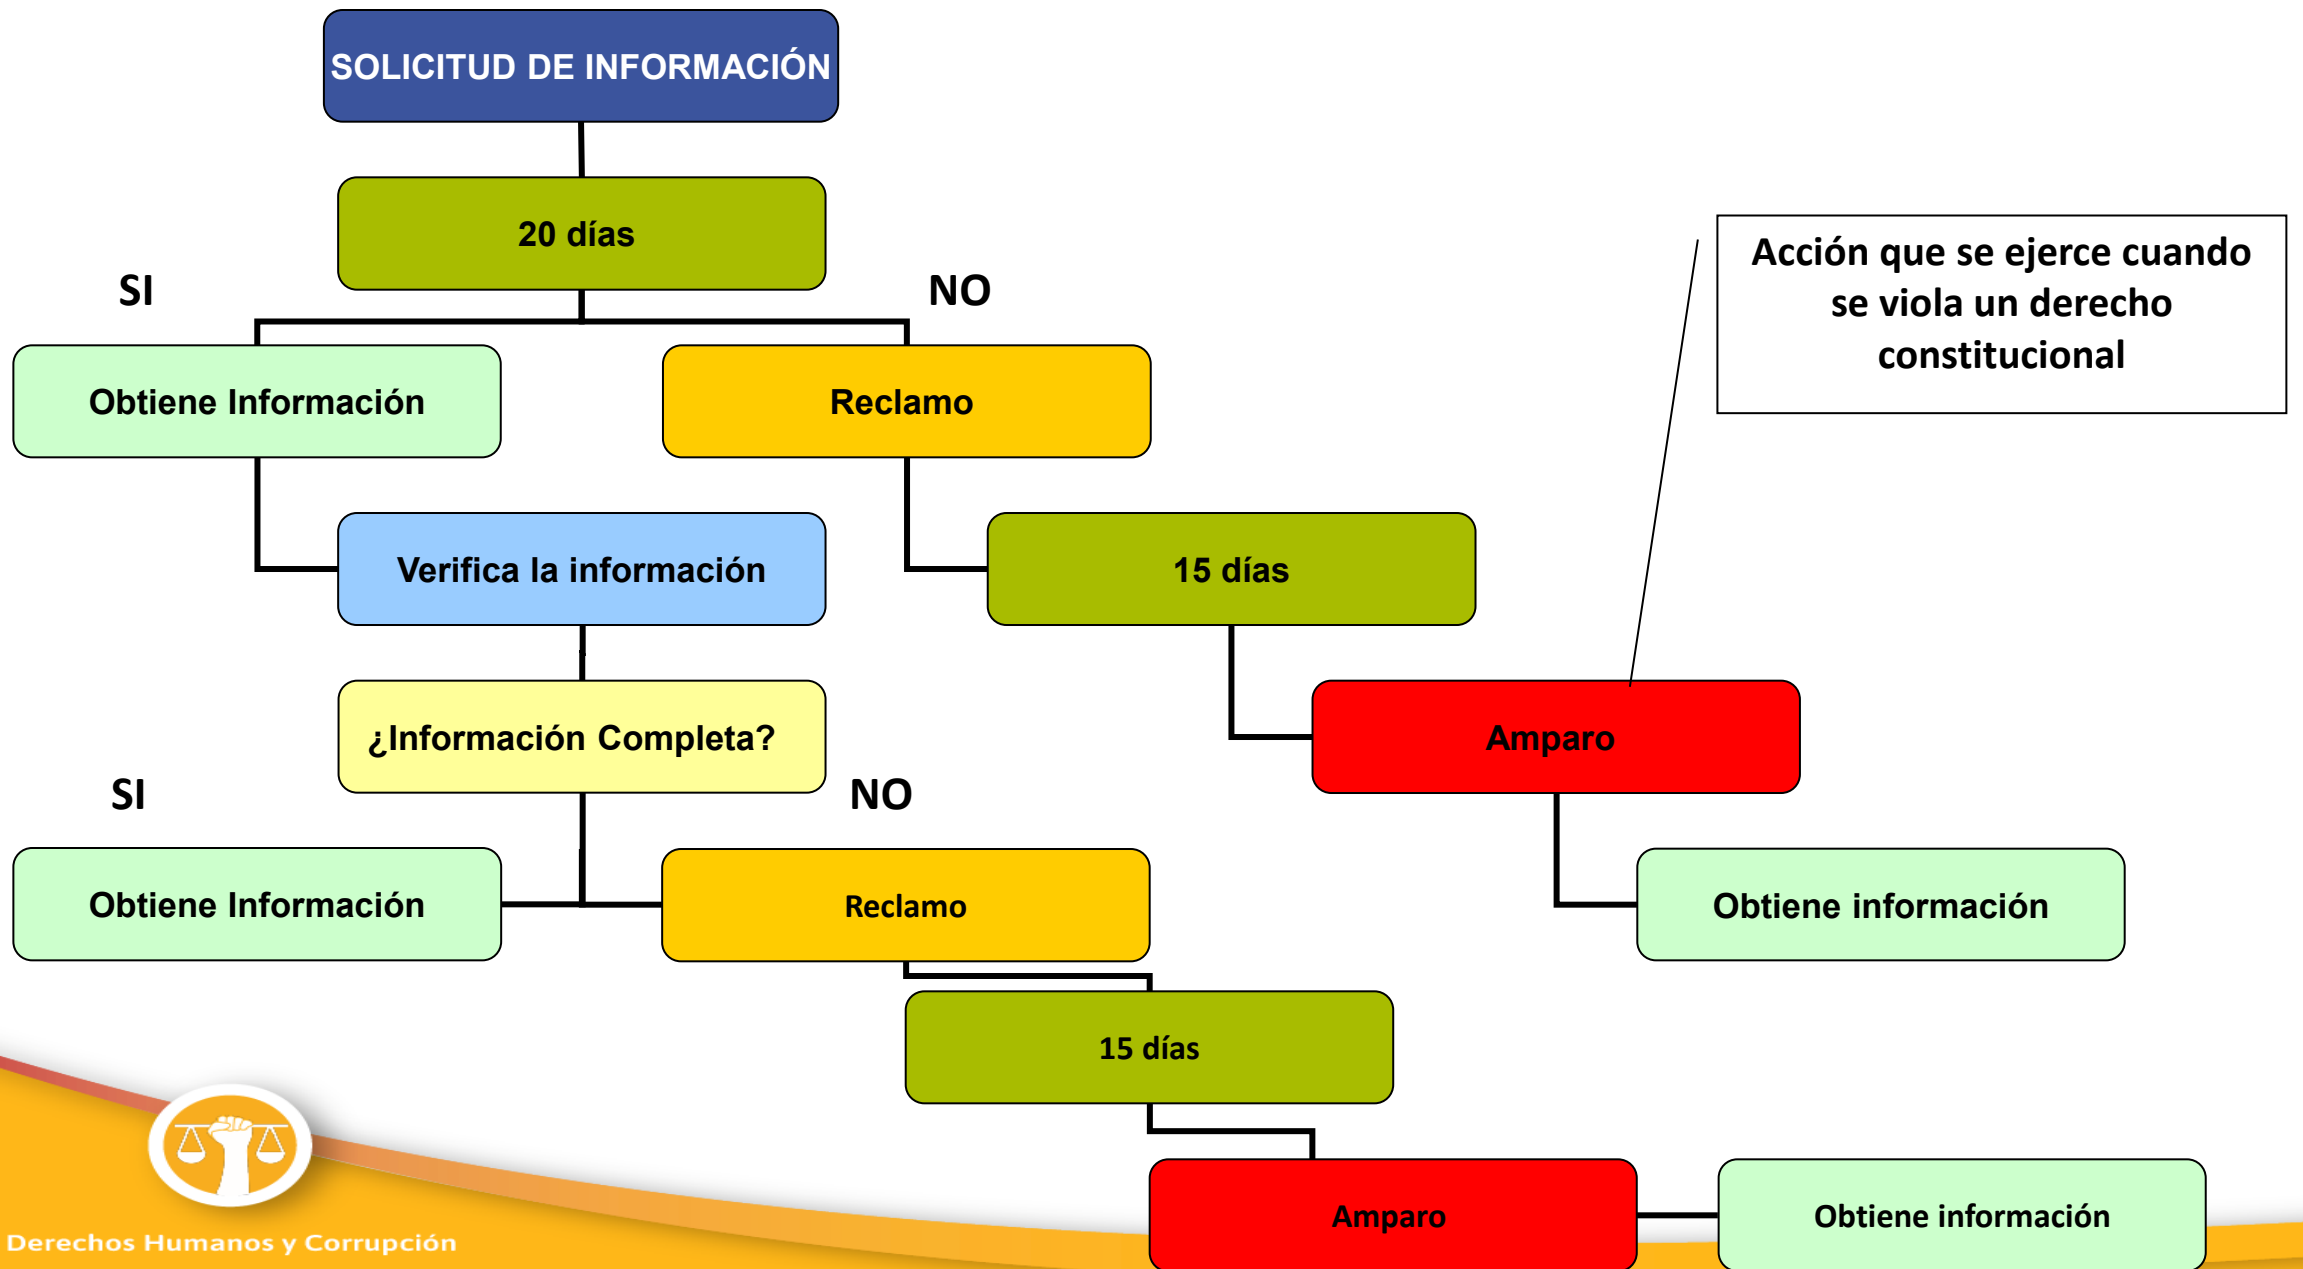 SOLICITUD DE INFORMACIÓN
20 días
SI
NO
Acción que se ejerce cuando
se viola un derecho
constitucional
Obtiene Información
Reclamo
Verifica la información
15 días
¿Información Completa?
Amparo
SI
NO
Obtiene Información
Reclamo
Obtiene información
15 días
Amparo
Obtiene información
Derechos Humanos y Corrupción